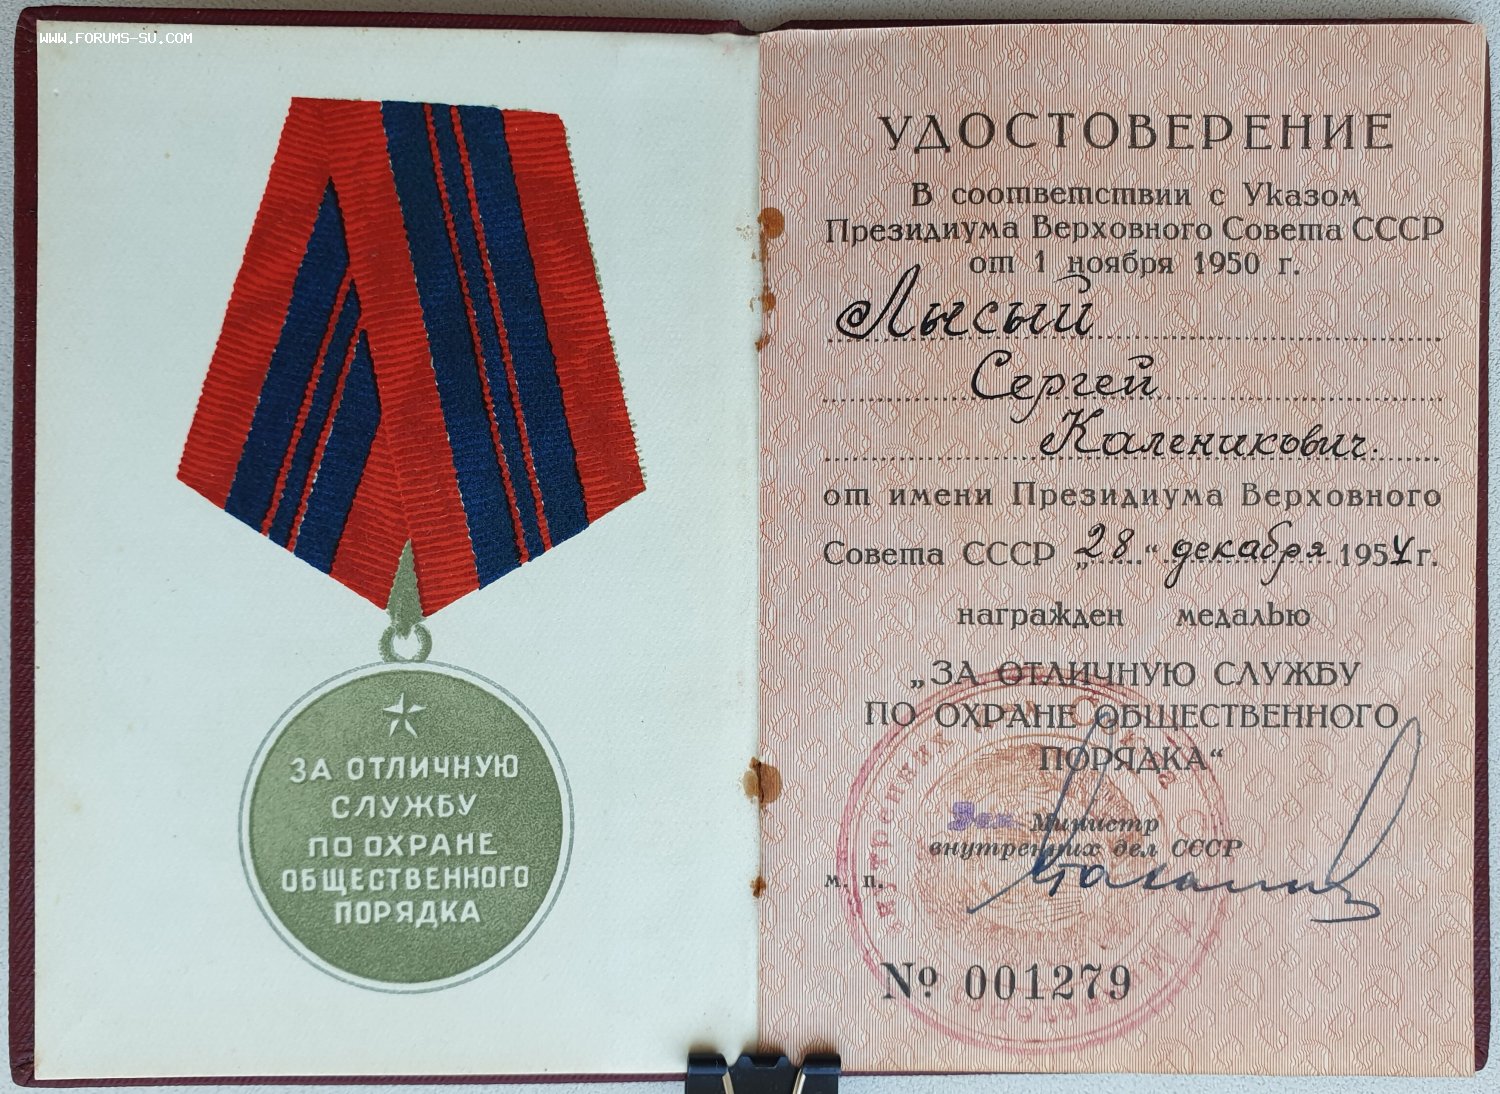 WWW.FORUMS-SU.COM
ЗА ОТЛИЧНУЮ
СЛУЖБУ
ПО ОХРАНЕ
ОБЩЕСТВЕННОГО
ПОРЯДКА
УДОСТОВЕРЕНИЕ
В соответствии с Указом
Президиума Верховного Совета СССР
от 1 ноября 1950 г.
Лысый
Сергей
Каленикович.
от имени Президиума Верховного
Совета СССР „28“ декабря 1954 г.
награжден медалью
„ЗА ОТЛИЧНУЮ СЛУЖБУ
ПО ОХРАНЕ ОБЩЕСТВЕННОГО
ПОРЯДКА“
Зам. Министр
внутренних дел СССР
м. п.
№ 001279